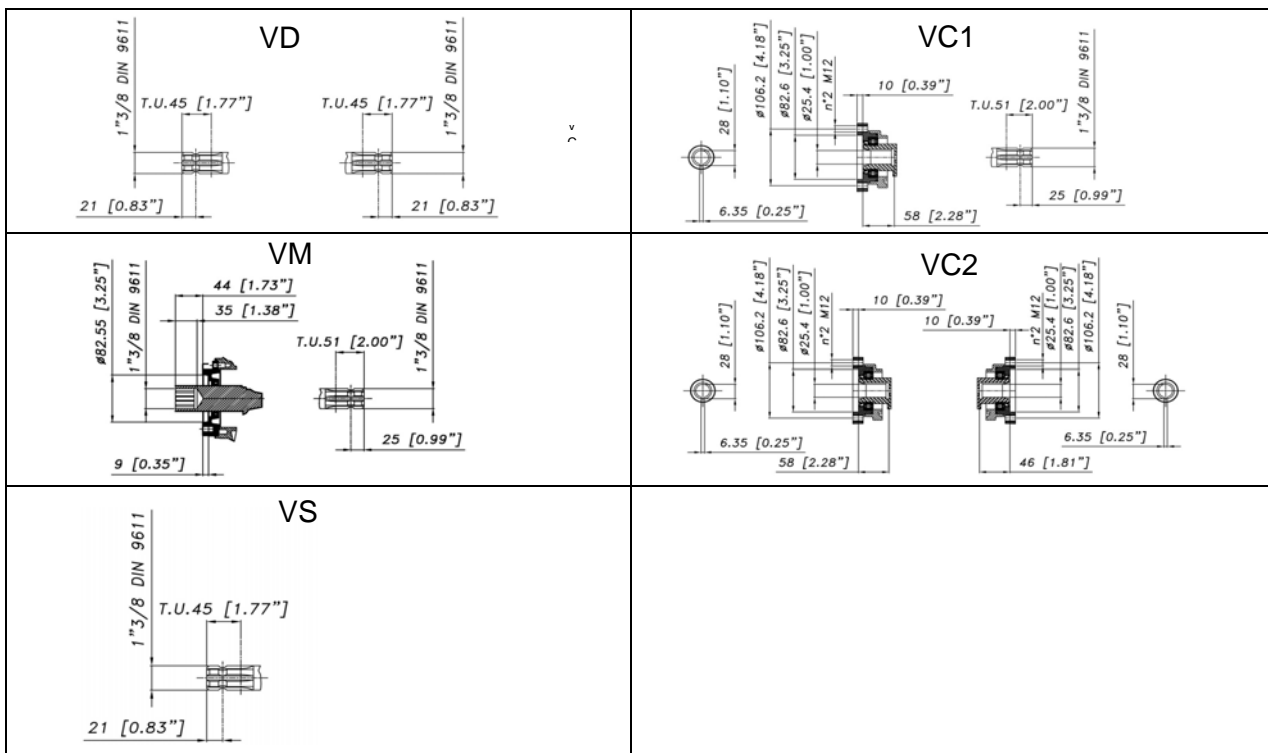 VD
1"3/8 DIN 9611
T.U.45 [1.77"]
T.U.45 [1.77"]
1"3/8 DIN 9611
21 [0.83"]
21 [0.83"]
VC1
ø106.2 [4.18"]
ø82.6 [3.25"]
ø25.4 [1.00"]
n°2 M12
10 [0.39"]
28 [1.10"]
T.U.51 [2.00"]
1"3/8 DIN 9611
6.35 [0.25"]
58 [2.28"]
25 [0.99"]
VM
ø82.55 [3.25"]
1"3/8 DIN 9611
44 [1.73"]
35 [1.38"]
T.U.51 [2.00"]
1"3/8 DIN 9611
9 [0.35"]
25 [0.99"]
VC2
28 [1.10"]
ø106.2 [4.18"]
ø82.6 [3.25"]
ø25.4 [1.00"]
n°2 M12
10 [0.39"]
10 [0.39"]
n°2 M12
ø25.4 [1.00"]
ø82.6 [3.25"]
ø106.2 [4.18"]
28 [1.10"]
6.35 [0.25"]
58 [2.28"]
46 [1.81"]
6.35 [0.25"]
VS
1"3/8 DIN 9611
T.U.45 [1.77"]
21 [0.83"]